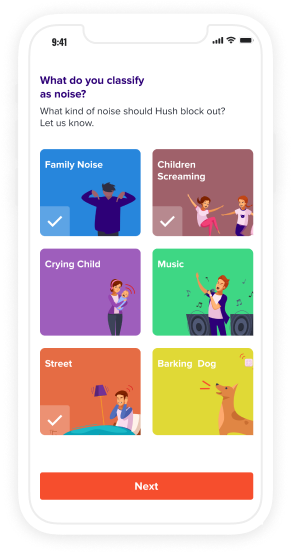 9:41
What do you classify
as noise?
What kind of noise should Hush block out?
Let us know.
Family Noise
Children
Screaming
Crying Child
Music
Street
Barking Dog
Next